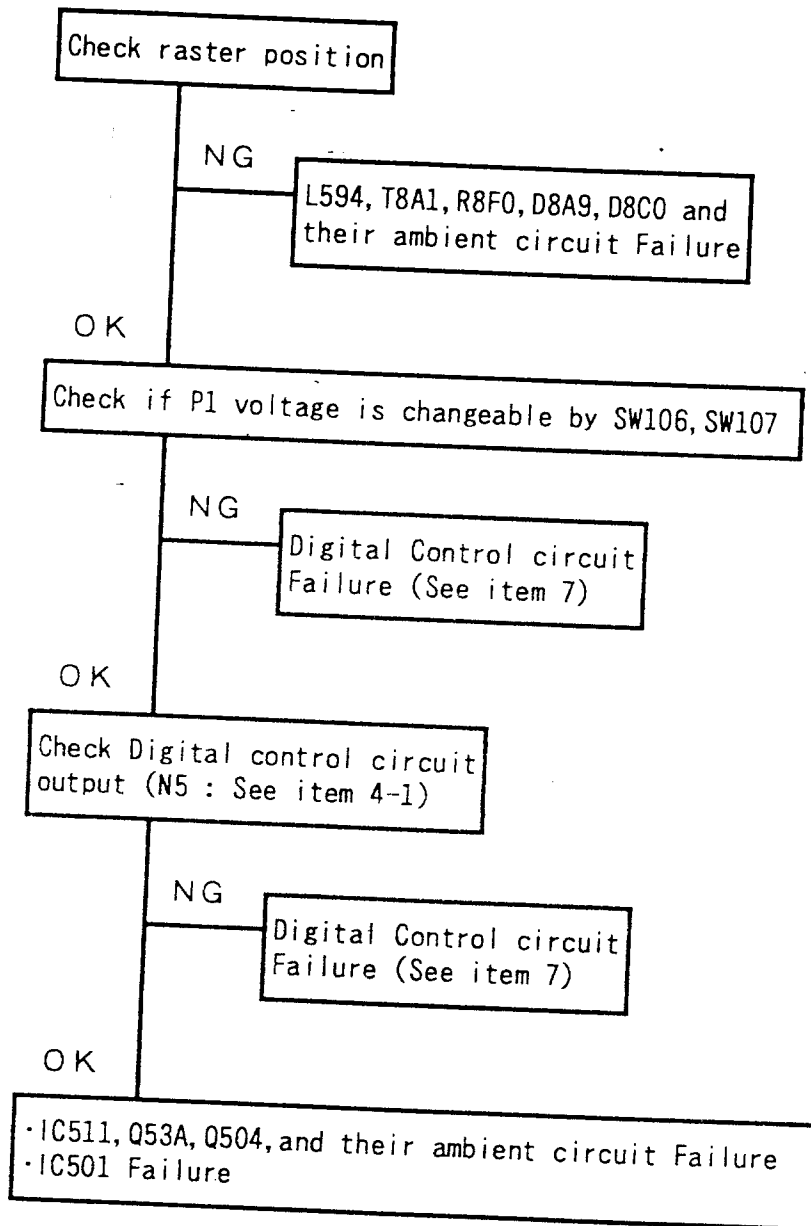 Check raster position
NG
L594, T8A1, R8F0, D8A9, D8C0 and
their ambient circuit Failure
OK
Check if P1 voltage is changeable by SW106, SW107
NG
Digital Control circuit
Failure (See item 7)
OK
Check Digital control circuit
output (N5 : See item 4-1)
NG
Digital Control circuit
Failure (See item 7)
OK
·IC511, Q53A, Q504, and their ambient circuit Failure
·IC501 Failure